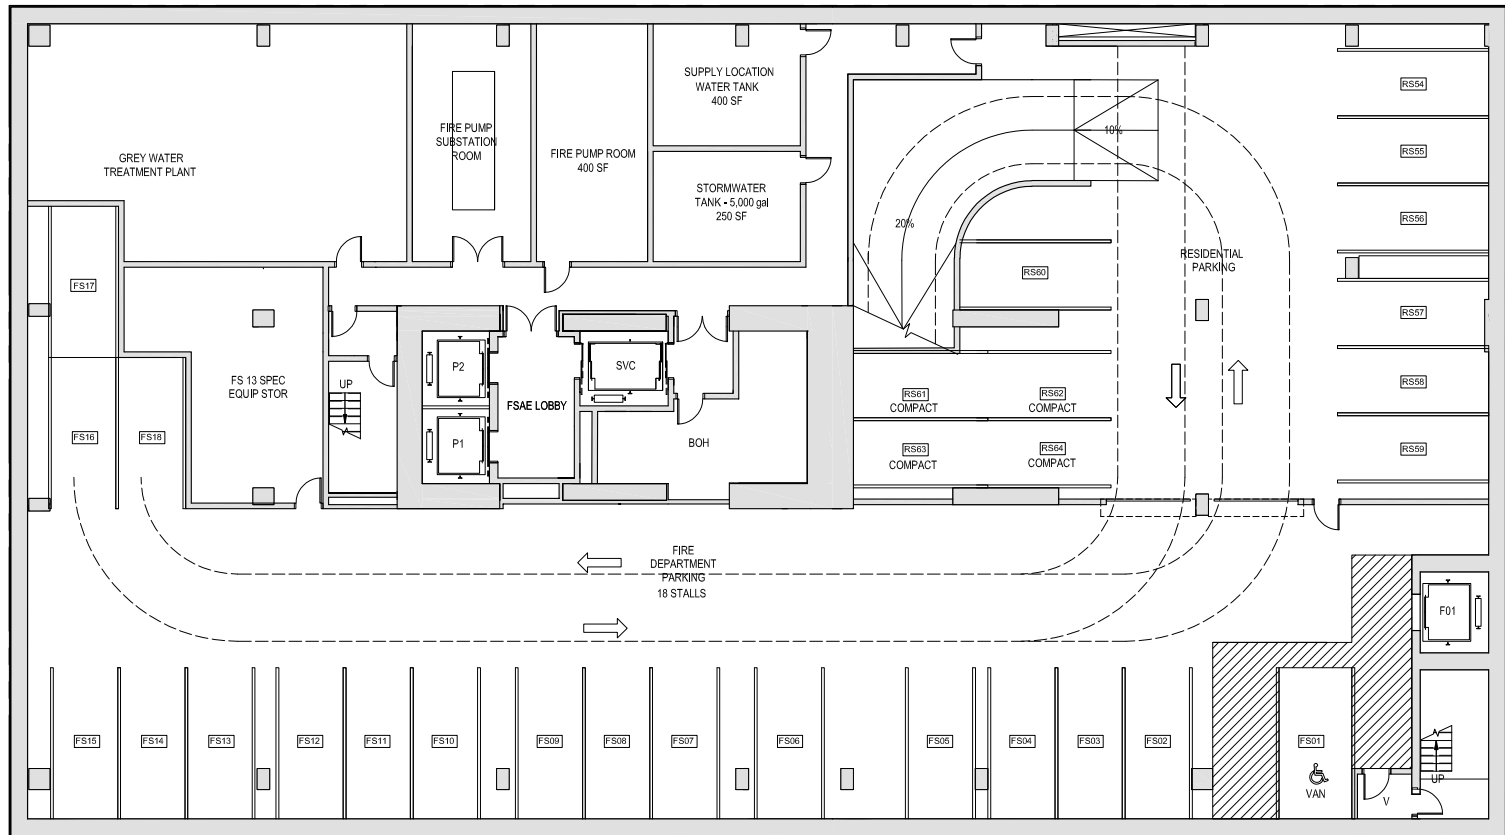 RS54
SUPPLY LOCATION
WATER TANK
400 SF
FIRE PUMP
SUBSTATION
ROOM
10%
GREY WATER
TREATMENT PLANT
FIRE PUMP ROOM
400 SF
RS55
STORMWATER
TANK - 5,000 gal
250 SF
20%
RS56
RESIDENTIAL
PARKING
RS60
FS17
RS57
P2
SVC
UP
FS 13 SPEC
EQUIP STOR
FSAE LOBBY
RS61
COMPACT
RS62
COMPACT
RS58
FS16
FS18
P1
BOH
RS63
COMPACT
RS64
COMPACT
RS59
FIRE
DEPARTMENT
PARKING
18 STALLS
F01
FS15
FS14
FS13
FS12
FS11
FS10
FS09
FS08
FS07
FS06
FS05
FS04
FS03
FS02
FS01
VAN
V
UP